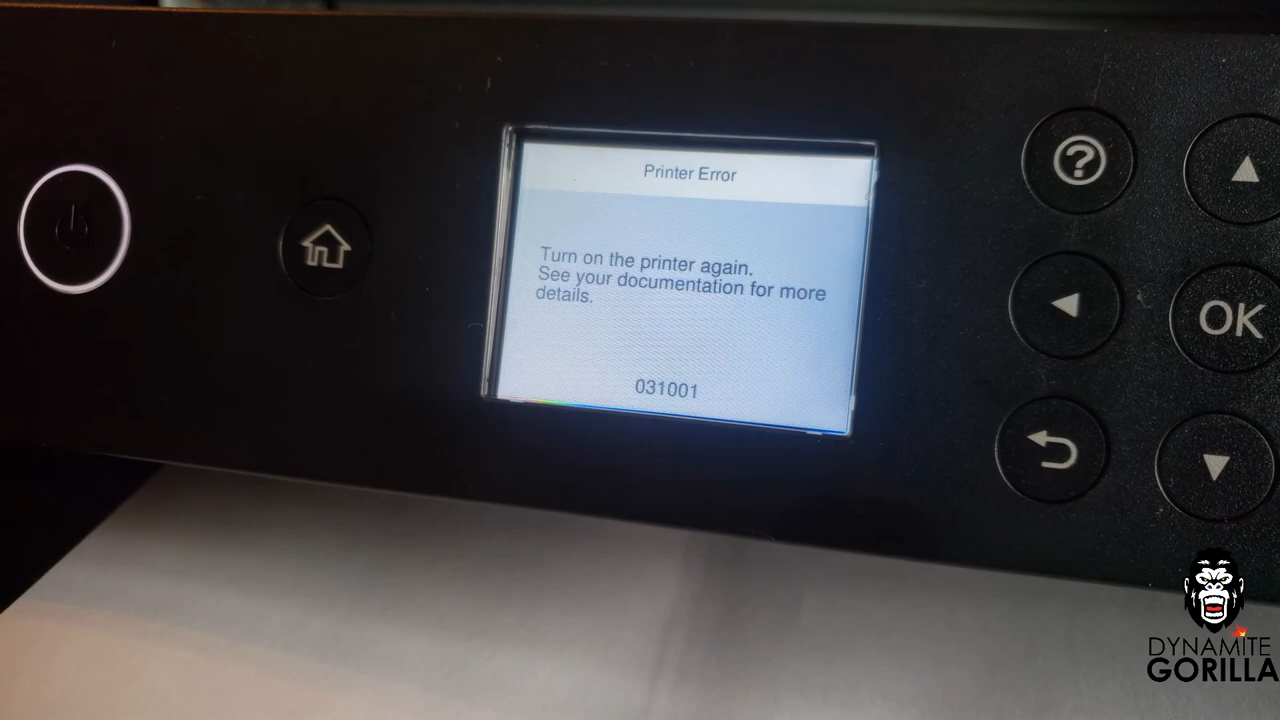 Printer Error
Turn on the printer again.
See your documentation for more
details.
031001
?
OK
DYNAMITE
GORILLA